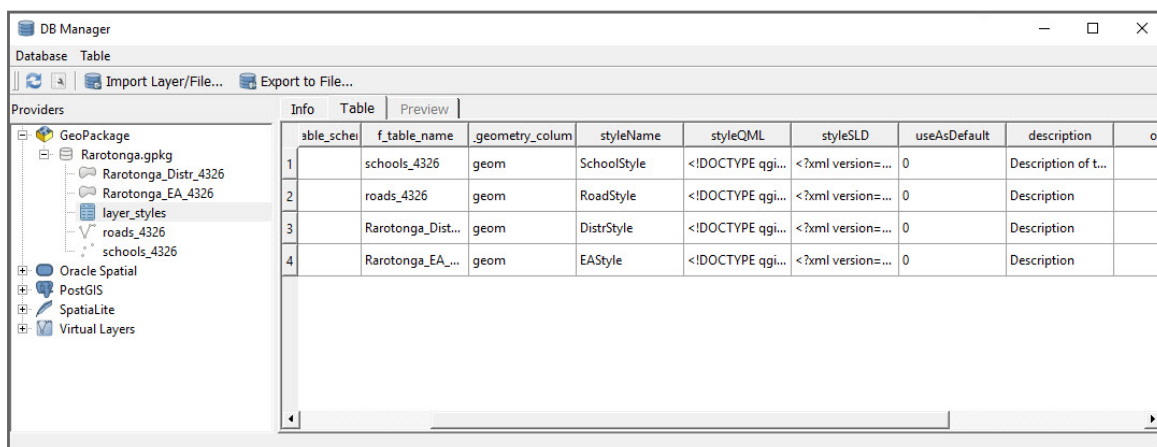 DB Manager
Database Table
Import Layer/File... Export to File...
Providers
GeoPackage
Rarotonga.gpkg
Rarotonga_Distr_4326
Rarotonga_EA_4326
layer_styles
roads_4326
schools_4326
Oracle Spatial
PostGIS
SpatiaLite
Virtual Layers
Info Table Preview
able_schei f_table_name _geometry_colum styleName styleQML styleSLD useAsDefault description o
1 schools_4326 geom SchoolStyle <!DOCTYPE qgi... <?xml version=... 0 Description of t...
2 roads_4326 geom RoadStyle <!DOCTYPE qgi... <?xml version=... 0 Description
3 Rarotonga_Dist... geom DistrStyle <!DOCTYPE qgi... <?xml version=... 0 Description
4 Rarotonga_EA_... geom EAStyle <!DOCTYPE qgi... <?xml version=... 0 Description